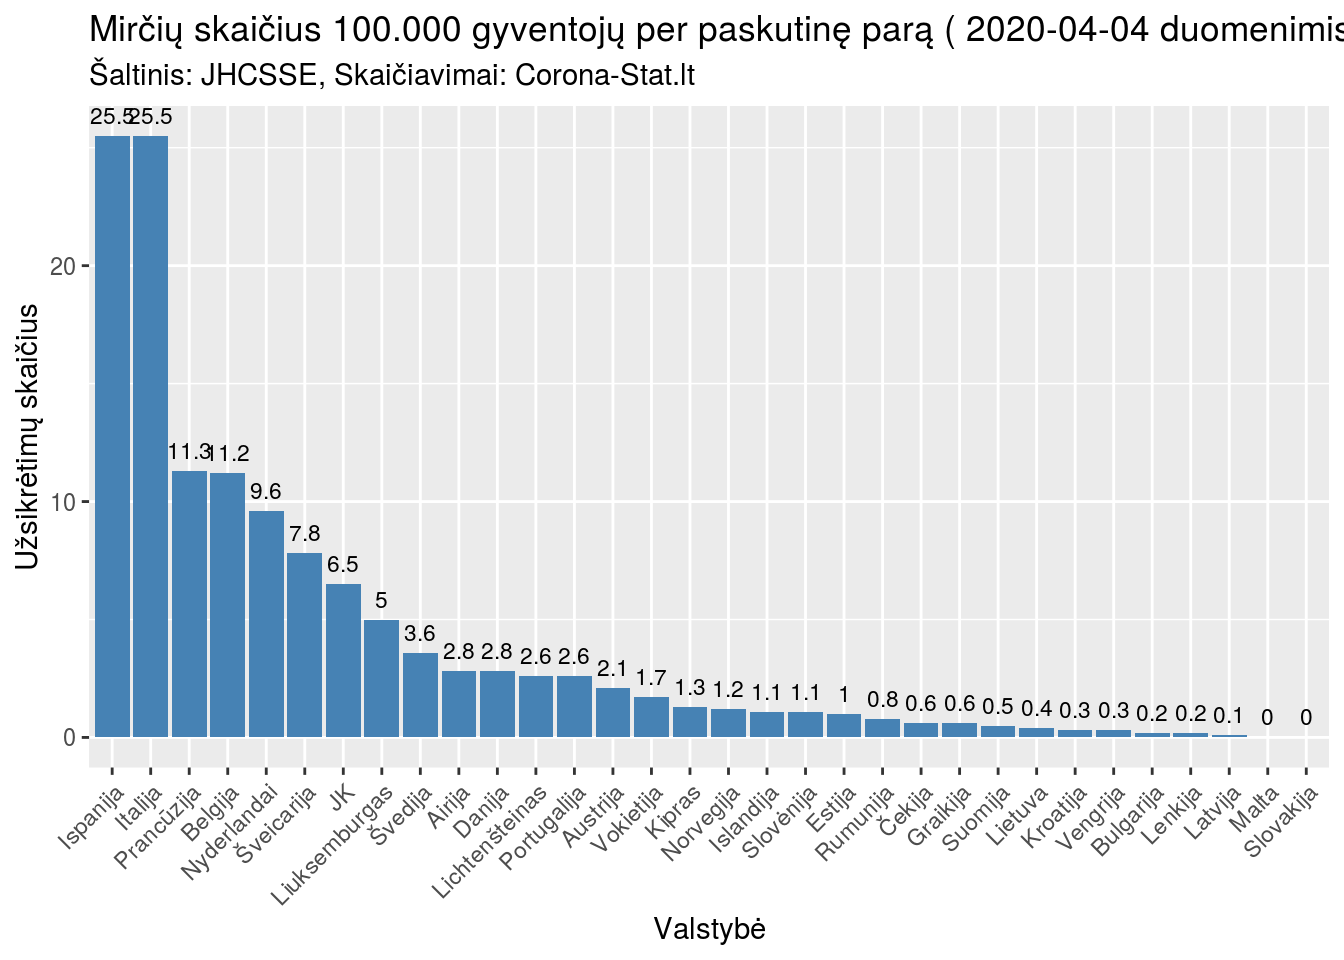 Mirčių skaičius 100.000 gyventojų per paskutinę parą ( 2020-04-04 duomenimis
Šaltinis: JHCSSE, Skaičiavimai: Corona-Stat.lt
Užsikrėtimų skaičius
20
10
0
25.5 25.5 11.3 11.2 9.6 7.8 6.5 5 3.6 2.8 2.8 2.6 2.6 2.1 1.7 1.3 1.2 1.1 1.1 1 0.8 0.6 0.6 0.5 0.4 0.3 0.3 0.2 0.2 0.1 0 0
Ispanija
Italija
Prancūzija
Belgija
Nyderlandai
Šveicarija
JK
Liuksemburgas
Švedija
Airija
Danija
Lichtenšteinas
Portugalija
Austrija
Vokietija
Kipras
Norvegija
Islandija
Slovėnija
Estija
Rumunija
Čekija
Graikija
Suomija
Lietuva
Kroatija
Vengrija
Bulgarija
Lenkija
Latvija
Malta
Slovakija
Valstybė